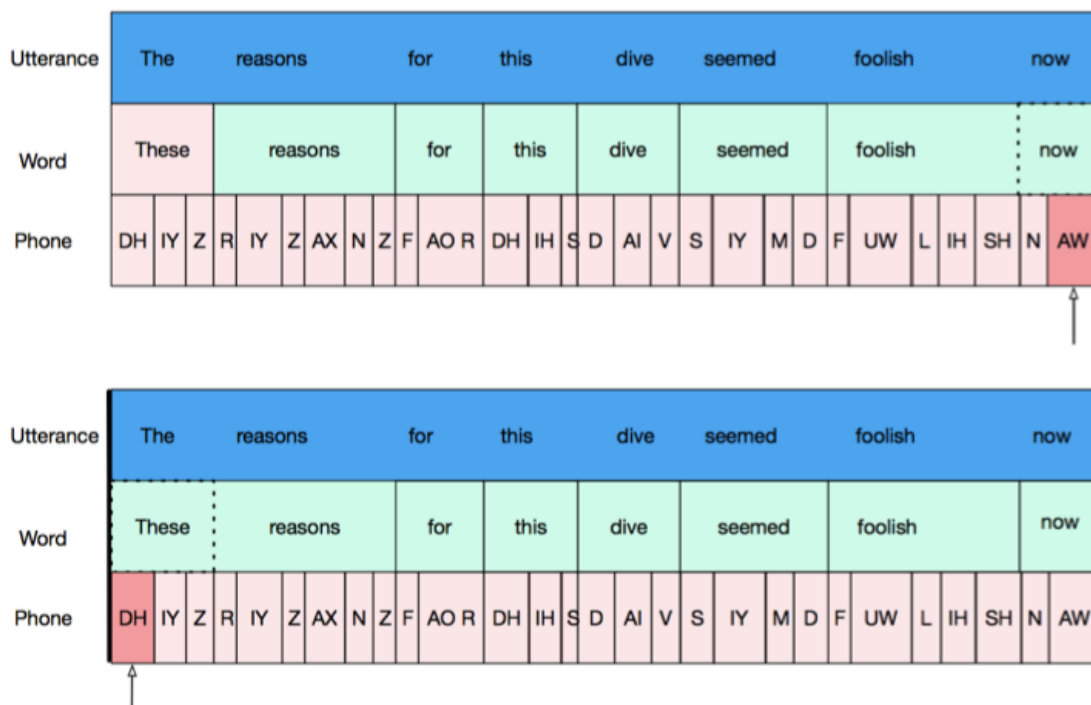 Utterance The reasons for this dive seemed foolish now
Word These reasons for this dive seemed foolish now
Phone DH IY Z R IY Z AX N Z F AO R DH IH S D AI V S IY M D F UW L IH SH N AW
Utterance The reasons for this dive seemed foolish now
Word These reasons for this dive seemed foolish now
Phone DH IY Z R IY Z AX N Z F AO R DH IH S D AI V S IY M D F UW L IH SH N AW